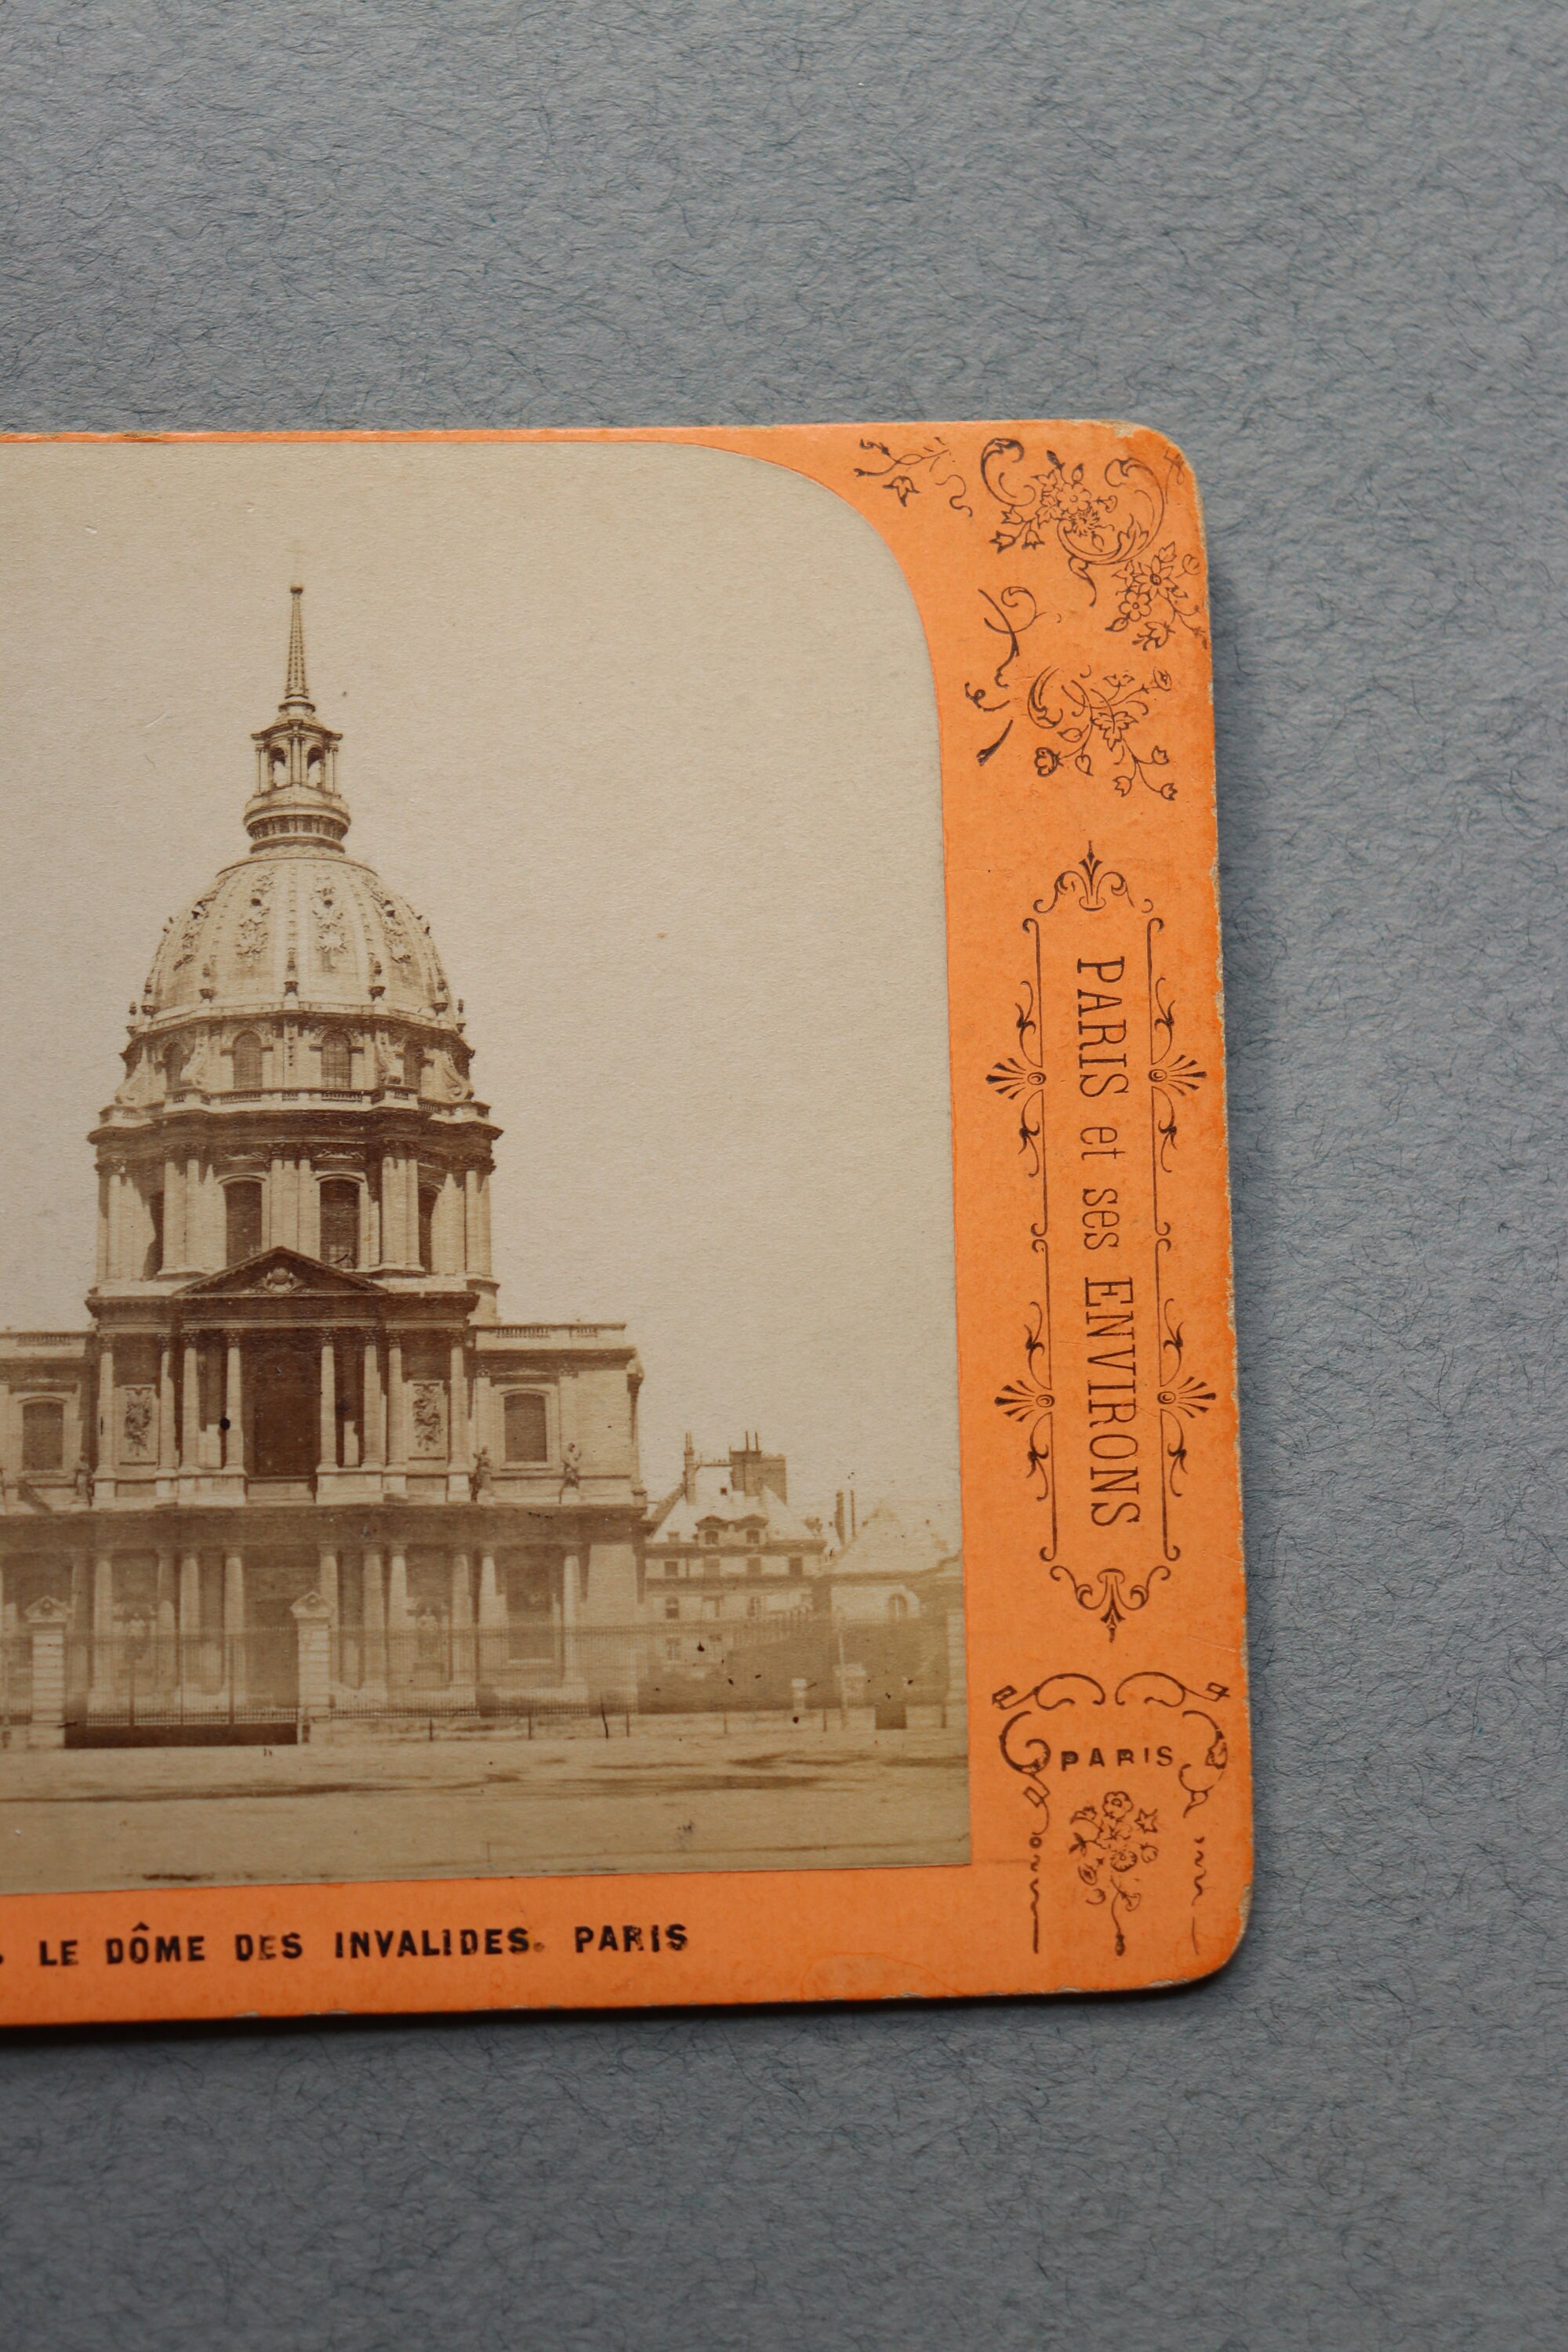 PARIS et ses ENVIRONS
PARIS
. LE DÔME DES INVALIDES. PARIS